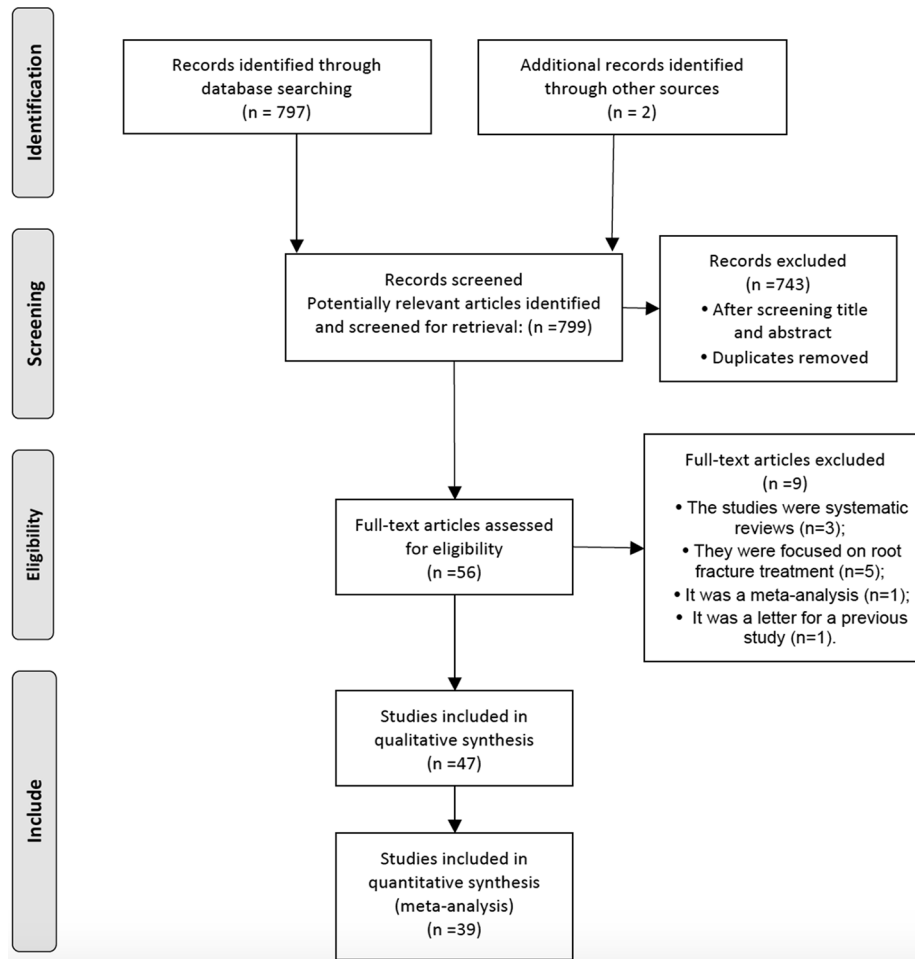 Identification
Records identified through
database searching
(n = 797)
Additional records identified
through other sources
(n = 2)
Screening
Records screened
Potentially relevant articles identified
and screened for retrieval: (n =799)
Records excluded
(n =743)
• After screening title
and abstract
• Duplicates removed
Eligibility
Full-text articles assessed
for eligibility
(n =56)
Full-text articles excluded
(n =9)
• The studies were systematic
reviews (n=3);
• They were focused on root
fracture treatment (n=5);
• It was a meta-analysis (n=1);
• It was a letter for a previous
study (n=1).
Include
Studies included in
qualitative synthesis
(n =47)
Studies included in
quantitative synthesis
(meta-analysis)
(n =39)